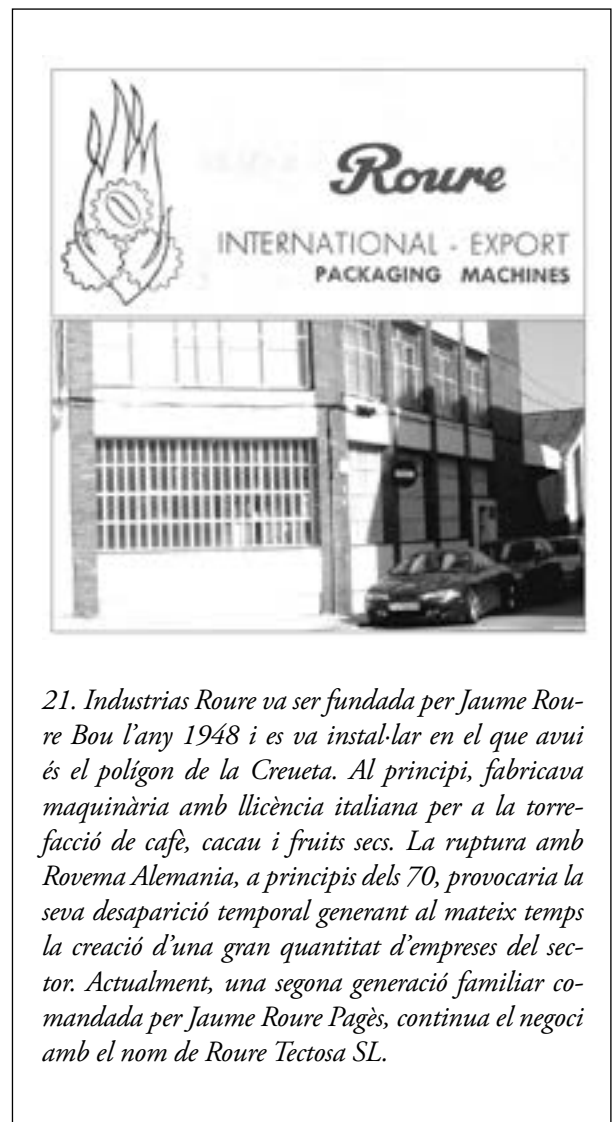 Roure
INTERNATIONAL - EXPORT
PACKAGING MACHINES
21. Industrias Roure va ser fundada per Jaume Rou-
re Bou l'any 1948 i es va instal·lar en el que avui
és el polígon de la Creueta. Al principi, fabricava
maquinària amb llicència italiana per a la torre-
facció de cafè, cacau i fruits secs. La ruptura amb
Rovema Alemania, a principis dels 70, provocaria la
seva desaparició temporal generant al mateix temps
la creació d'una gran quantitat d'empreses del sec-
tor. Actualment, una segona generació familiar co-
mandada per Jaume Roure Pagès, continua el negoci
amb el nom de Roure Tectosa SL.